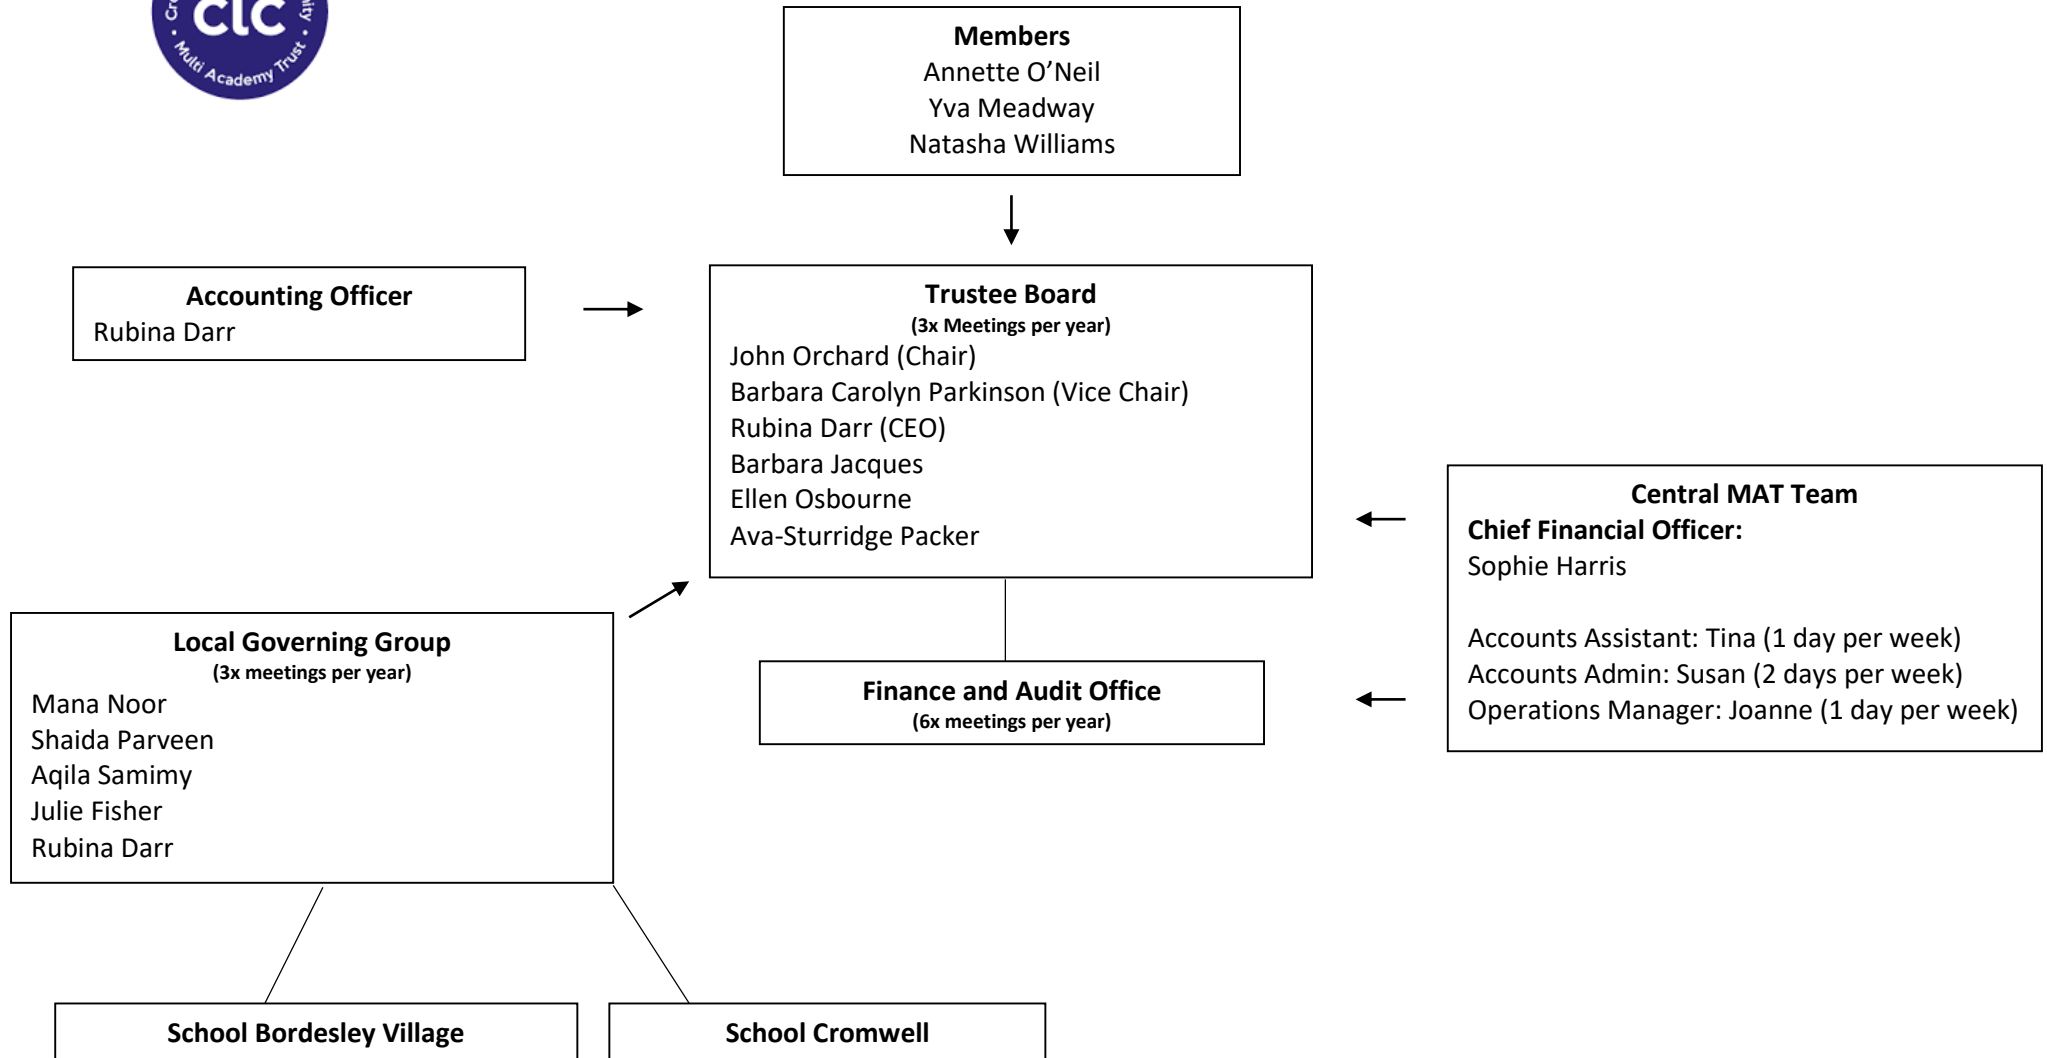 clc
Multi Academy Trust
Members
Annette O’Neil
Yva Meadway
Natasha Williams
Accounting Officer
Rubina Darr
Trustee Board
(3x Meetings per year)
John Orchard (Chair)
Barbara Carolyn Parkinson (Vice Chair)
Rubina Darr (CEO)
Barbara Jacques
Ellen Osbourne
Ava-Sturridge Packer
Central MAT Team
Chief Financial Officer:
Sophie Harris
Accounts Assistant: Tina (1 day per week)
Accounts Admin: Susan (2 days per week)
Operations Manager: Joanne (1 day per week)
Local Governing Group
(3x meetings per year)
Mana Noor
Shaida Parveen
Aqila Samimy
Julie Fisher
Rubina Darr
Finance and Audit Office
(6x meetings per year)
School Bordesley Village
School Cromwell